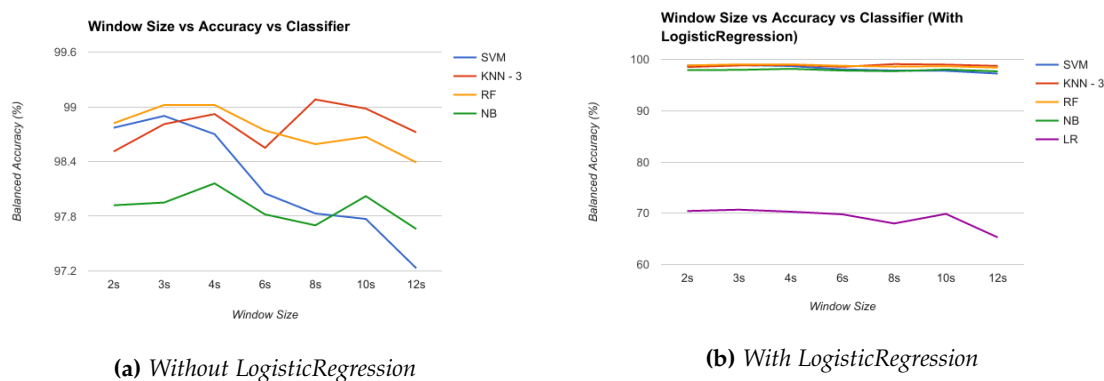 Window Size vs Accuracy vs Classifier
99.6
99
98.4
97.8
97.2
Balanced Accuracy (%)
2s 3s 4s 6s 8s 10s 12s
Window Size
SVM
KNN - 3
RF
NB
(a) Without LogisticRegression
Window Size vs Accuracy vs Classifier (With
LogisticRegression)
100
90
80
70
60
Balanced Accuracy (%)
2s 3s 4s 6s 8s 10s 12s
Window Size
SVM
KNN - 3
RF
NB
LR
(b) With LogisticRegression